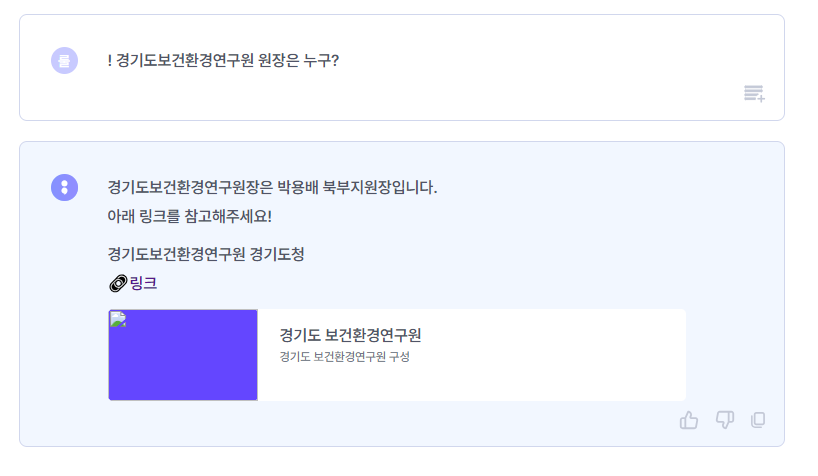 룰
! 경기도보건환경연구원 원장은 누구?
경기도보건환경연구원장은 박용배 북부지원장입니다.
아래 링크를 참고해주세요!
경기도보건환경연구원 경기도청
링크
경기도 보건환경연구원
경기도 보건환경연구원 구성